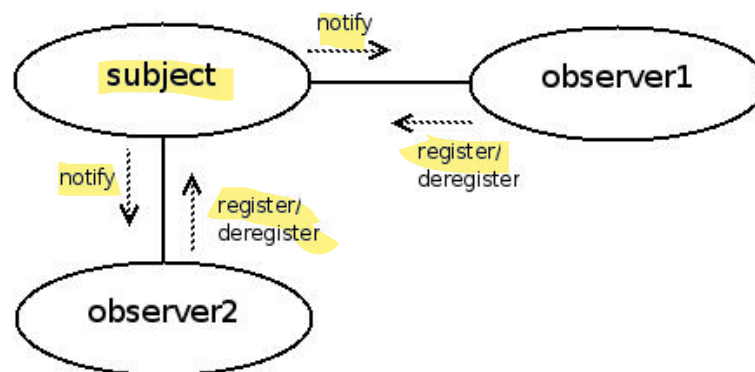 notify
subject
observer1
register/
deregister
notify
register/
deregister
observer2